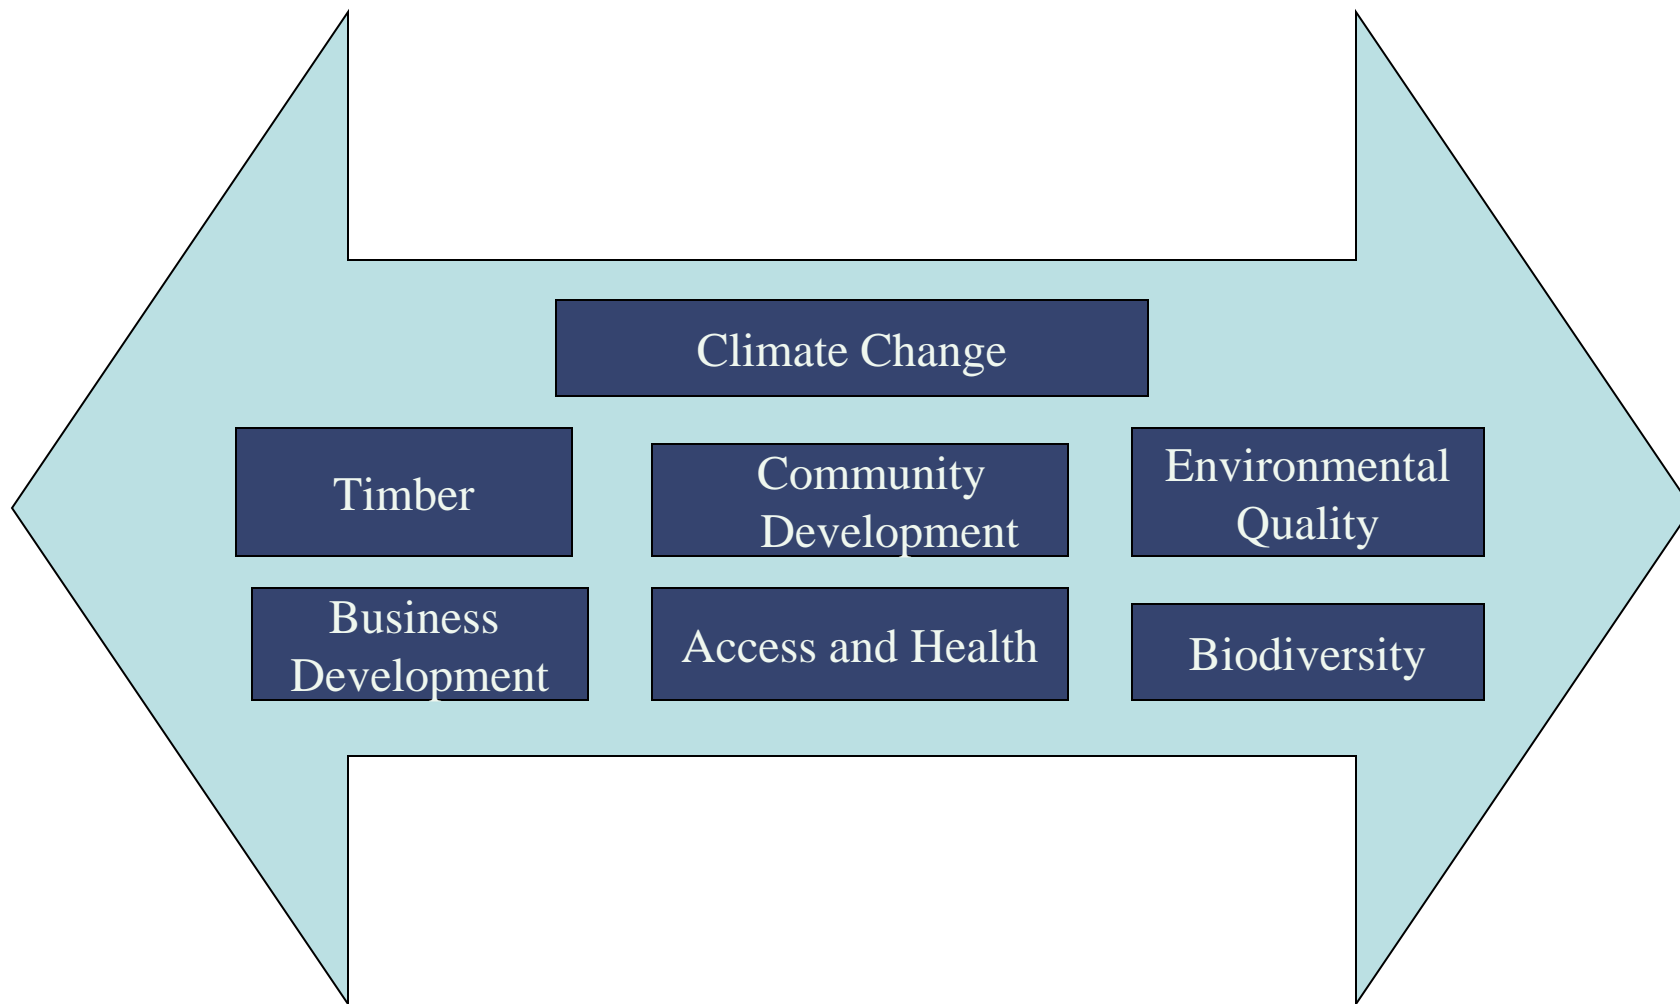 Climate Change
Timber
Community
Development
Environmental
Quality
Business
Development
Access and Health
Biodiversity